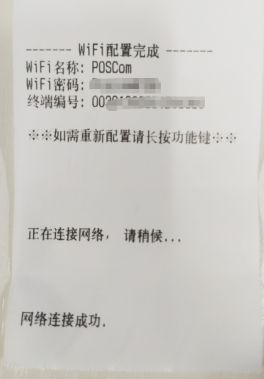 ------- WiFi配置完成 -------
WiFi名称: POSCom
WiFi密码:
终端编号:
※※如需重新配置请长按功能键※※
正在连接网络, 请稍候...
网络连接成功.